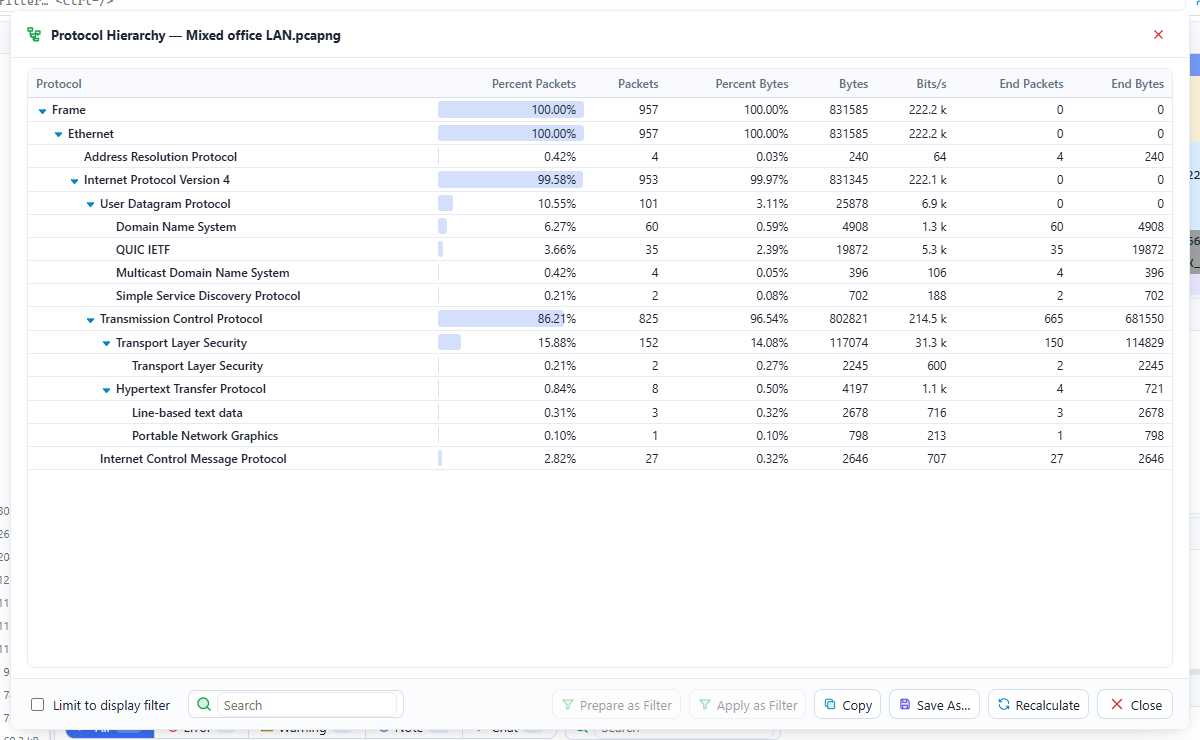 Filter… <Ctrl-/>
Protocol Hierarchy — Mixed office LAN.pcapng
Protocol Percent Packets Packets Percent Bytes Bytes Bits/s End Packets End Bytes
Frame 100.00% 957 100.00% 831585 222.2 k 0 0
Ethernet 100.00% 957 100.00% 831585 222.2 k 0 0
Address Resolution Protocol 0.42% 4 0.03% 240 64 4 240
Internet Protocol Version 4 99.58% 953 99.97% 831345 222.1 k 0 0
User Datagram Protocol 10.55% 101 3.11% 25878 6.9 k 0 0
Domain Name System 6.27% 60 0.59% 4908 1.3 k 60 4908
QUIC IETF 3.66% 35 2.39% 19872 5.3 k 35 19872
Multicast Domain Name System 0.42% 4 0.05% 396 106 4 396
Simple Service Discovery Protocol 0.21% 2 0.08% 702 188 2 702
Transmission Control Protocol 86.21% 825 96.54% 802821 214.5 k 665 681550
Transport Layer Security 15.88% 152 14.08% 117074 31.3 k 150 114829
Transport Layer Security 0.21% 2 0.27% 2245 600 2 2245
Hypertext Transfer Protocol 0.84% 8 0.50% 4197 1.1 k 4 721
Line-based text data 0.31% 3 0.32% 2678 716 3 2678
Portable Network Graphics 0.10% 1 0.10% 798 213 1 798
Internet Control Message Protocol 2.82% 27 0.32% 2646 707 27 2646
Limit to display filter Search Prepare as Filter Apply as Filter Copy Save As... Recalculate Close
All Error Warning Note Chat Search